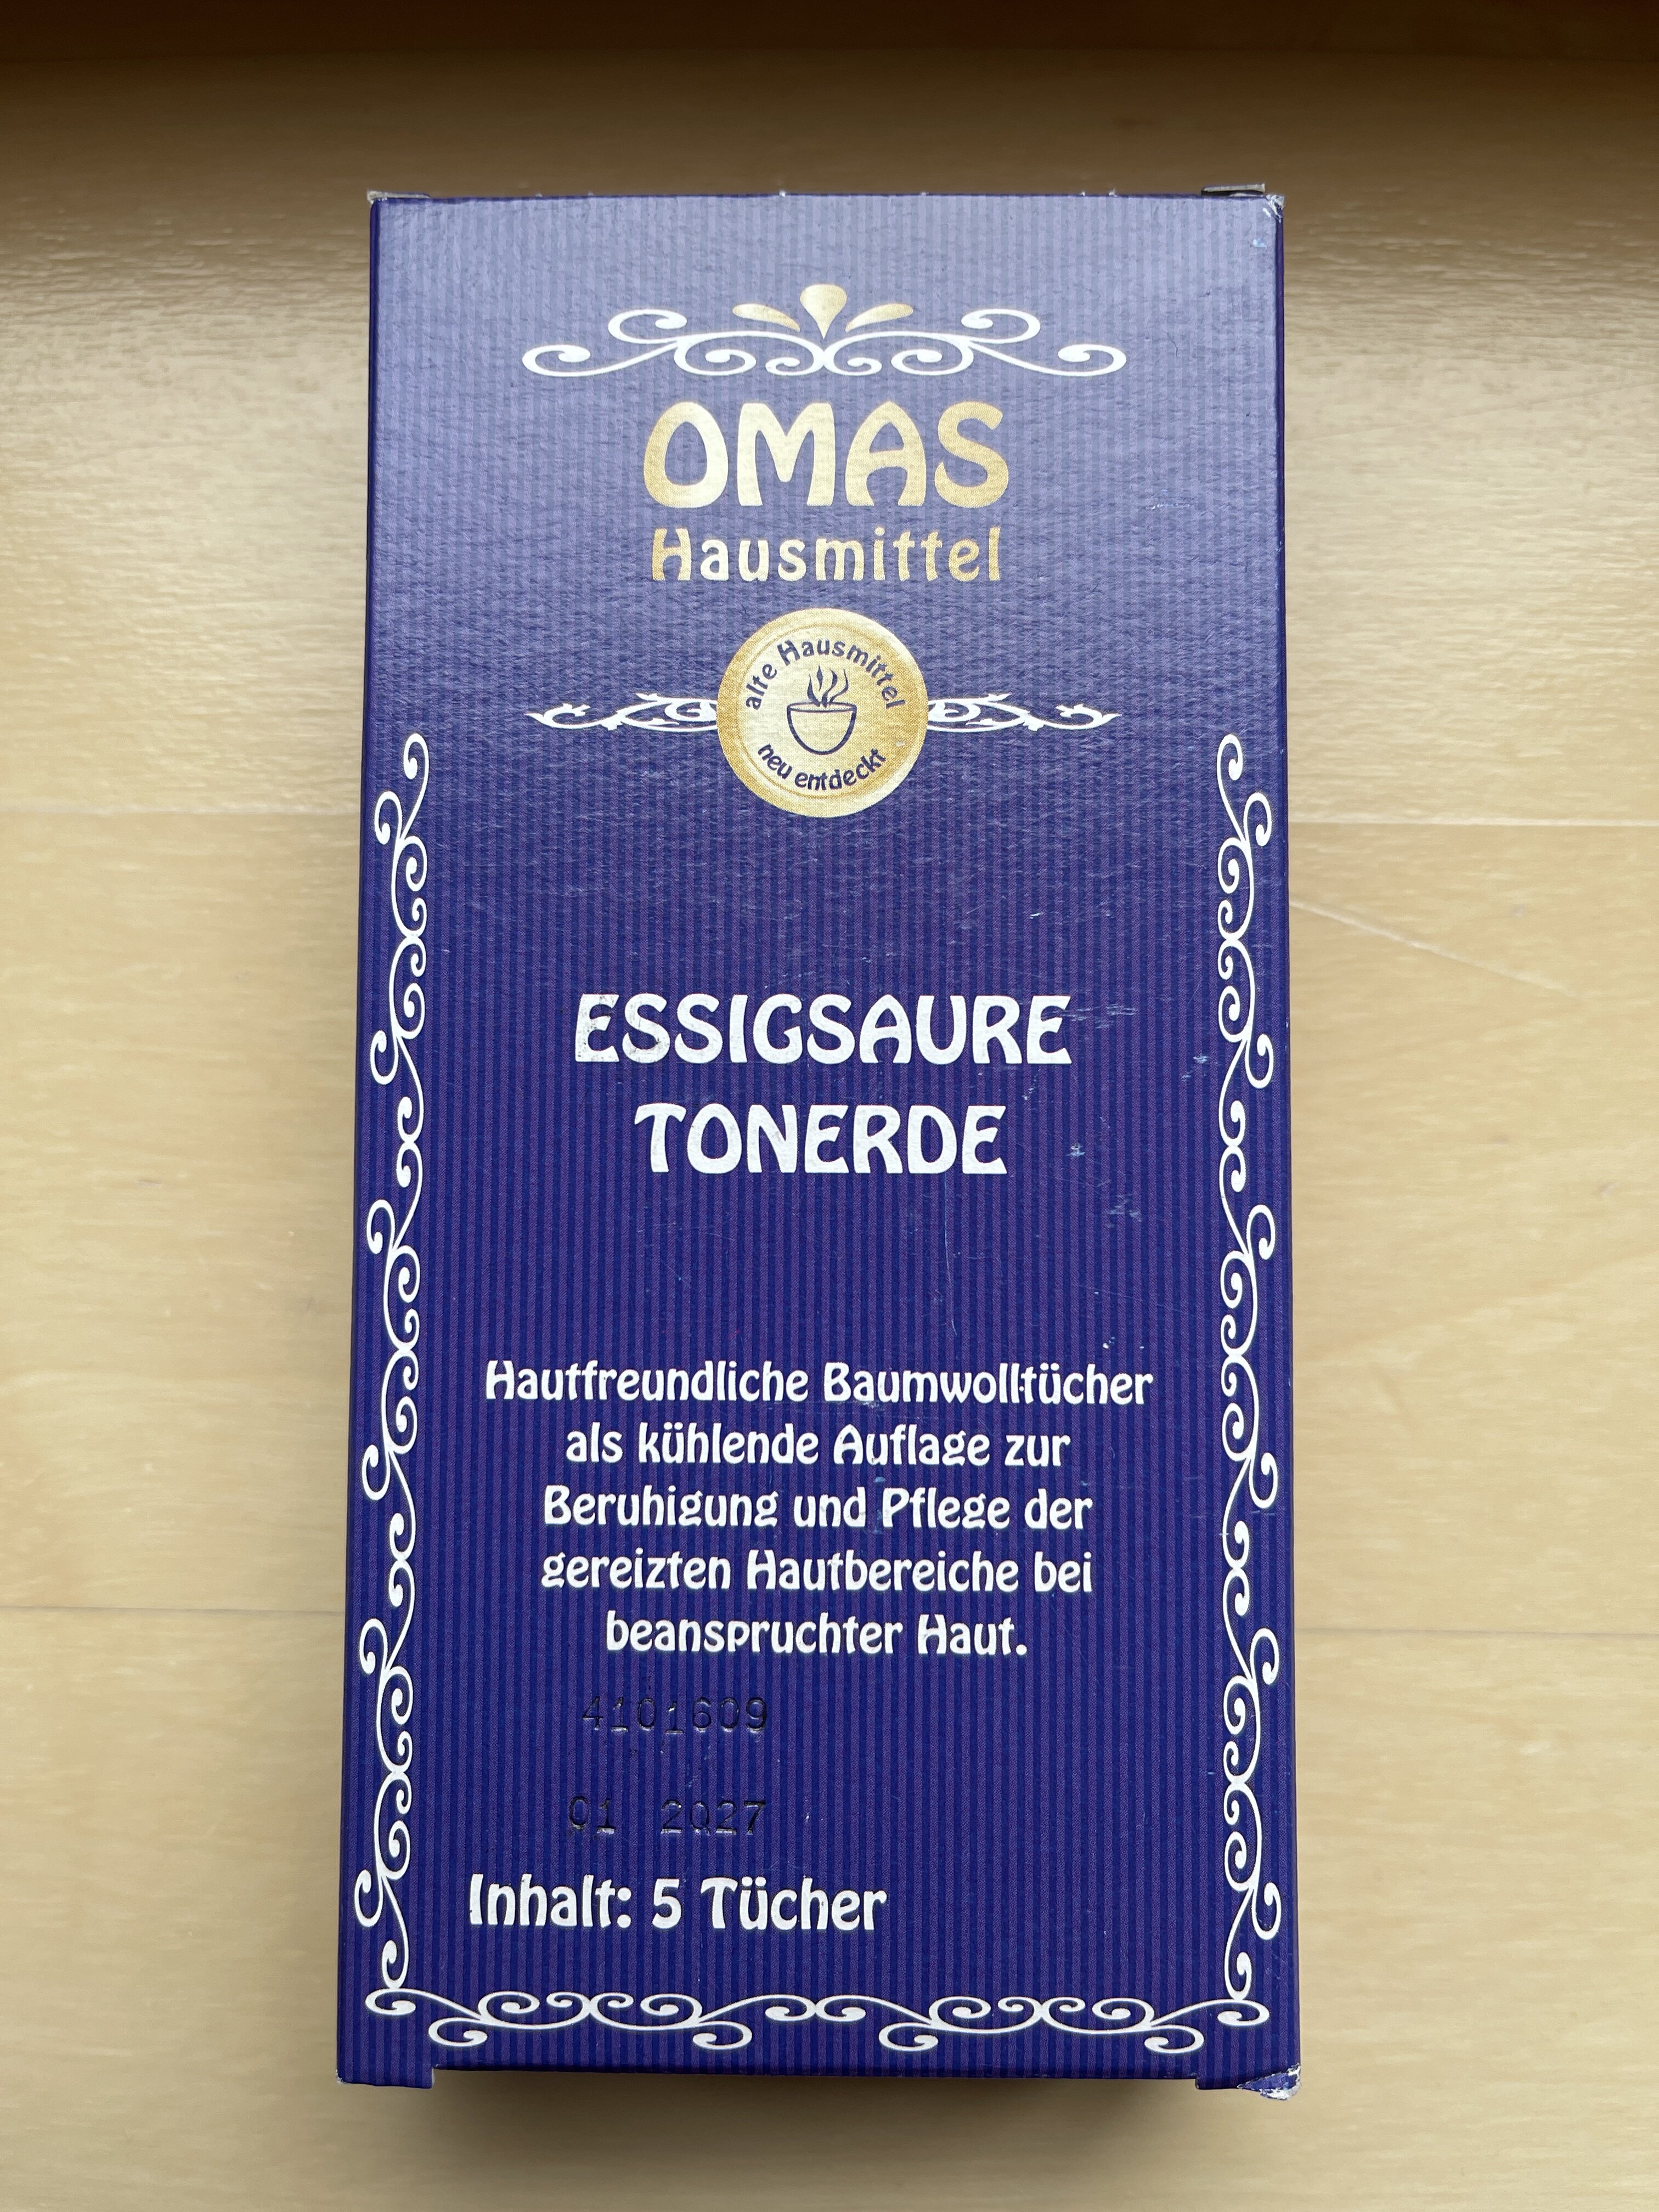 OMAS
Hausmittel
alte Hausmittel
neu entdeckt
ESSIGSAURE
TONERDE
Hautfreundliche Baumwolltücher
als kühlende Auflage zur
Beruhigung und Pflege der
gereizten Hautbereiche bei
beanspruchter Haut.
4101609
01 2027
Inhalt: 5 Tücher